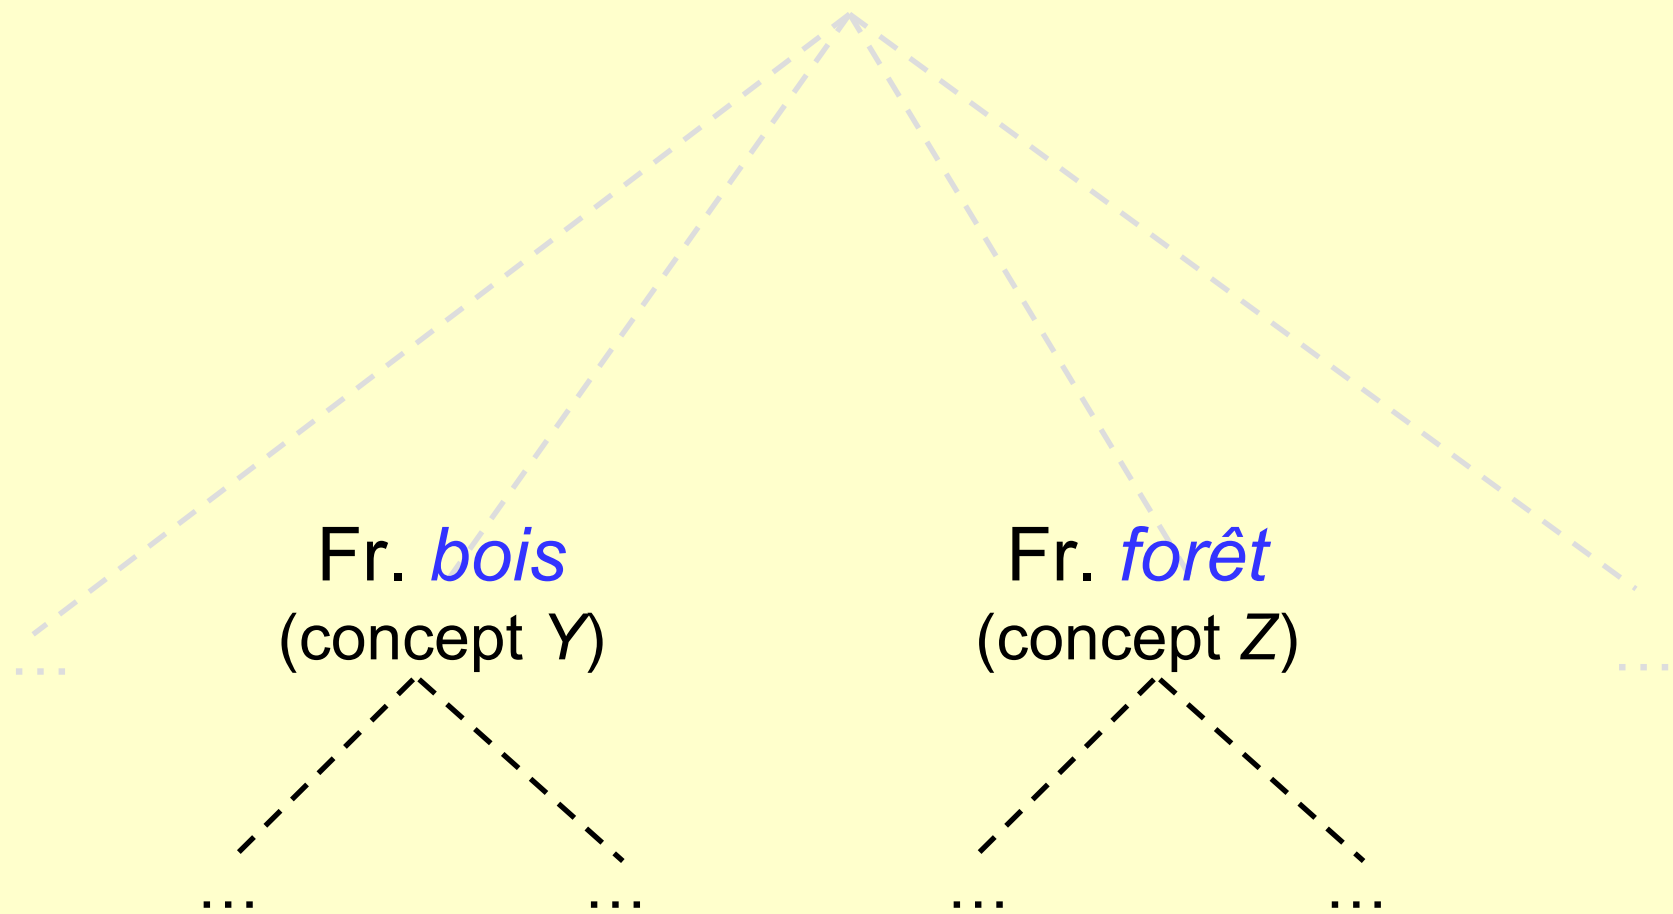 Fr. bois Fr. forêt
(concept Y) (concept Z)
... ...
... ... ... ...